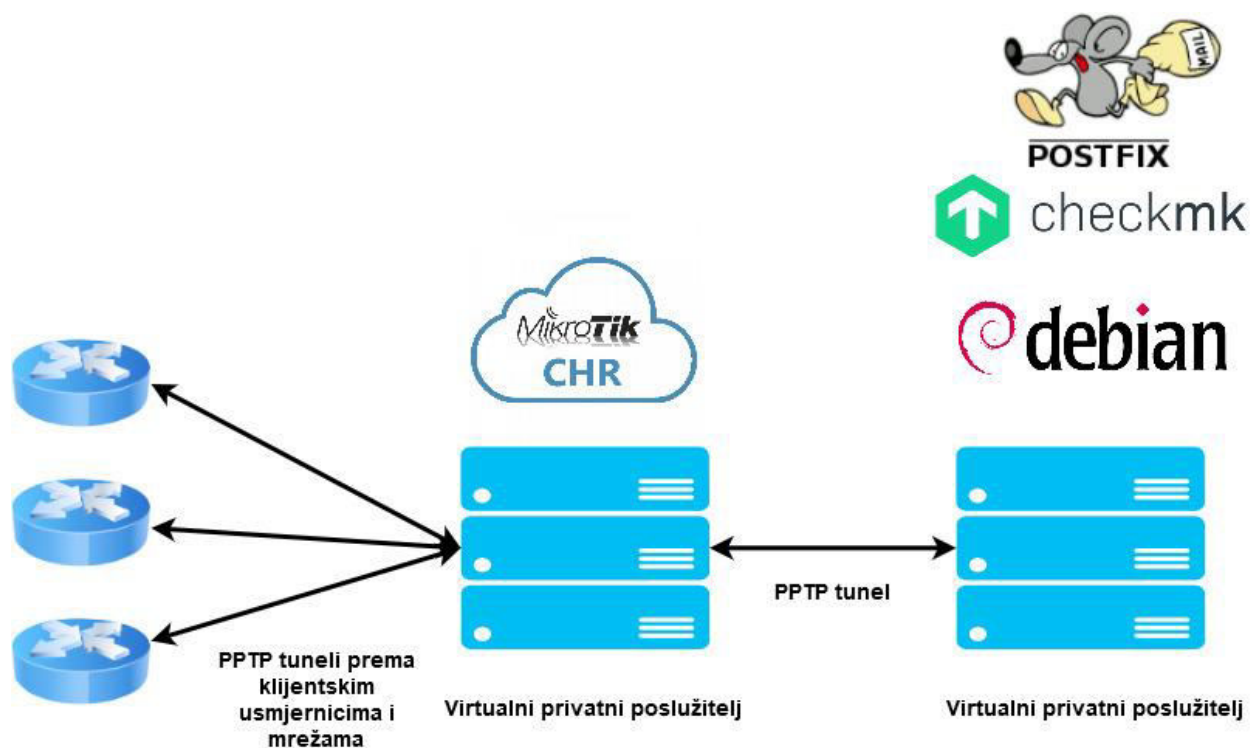 MAIL
POSTFIX
checkmk
MikroTik
CHR
debian
PPTP tunel
PPTP tuneli prema
klijentskim
usmjernicima i
mrežama
Virtualni privatni poslužitelj
Virtualni privatni poslužitelj